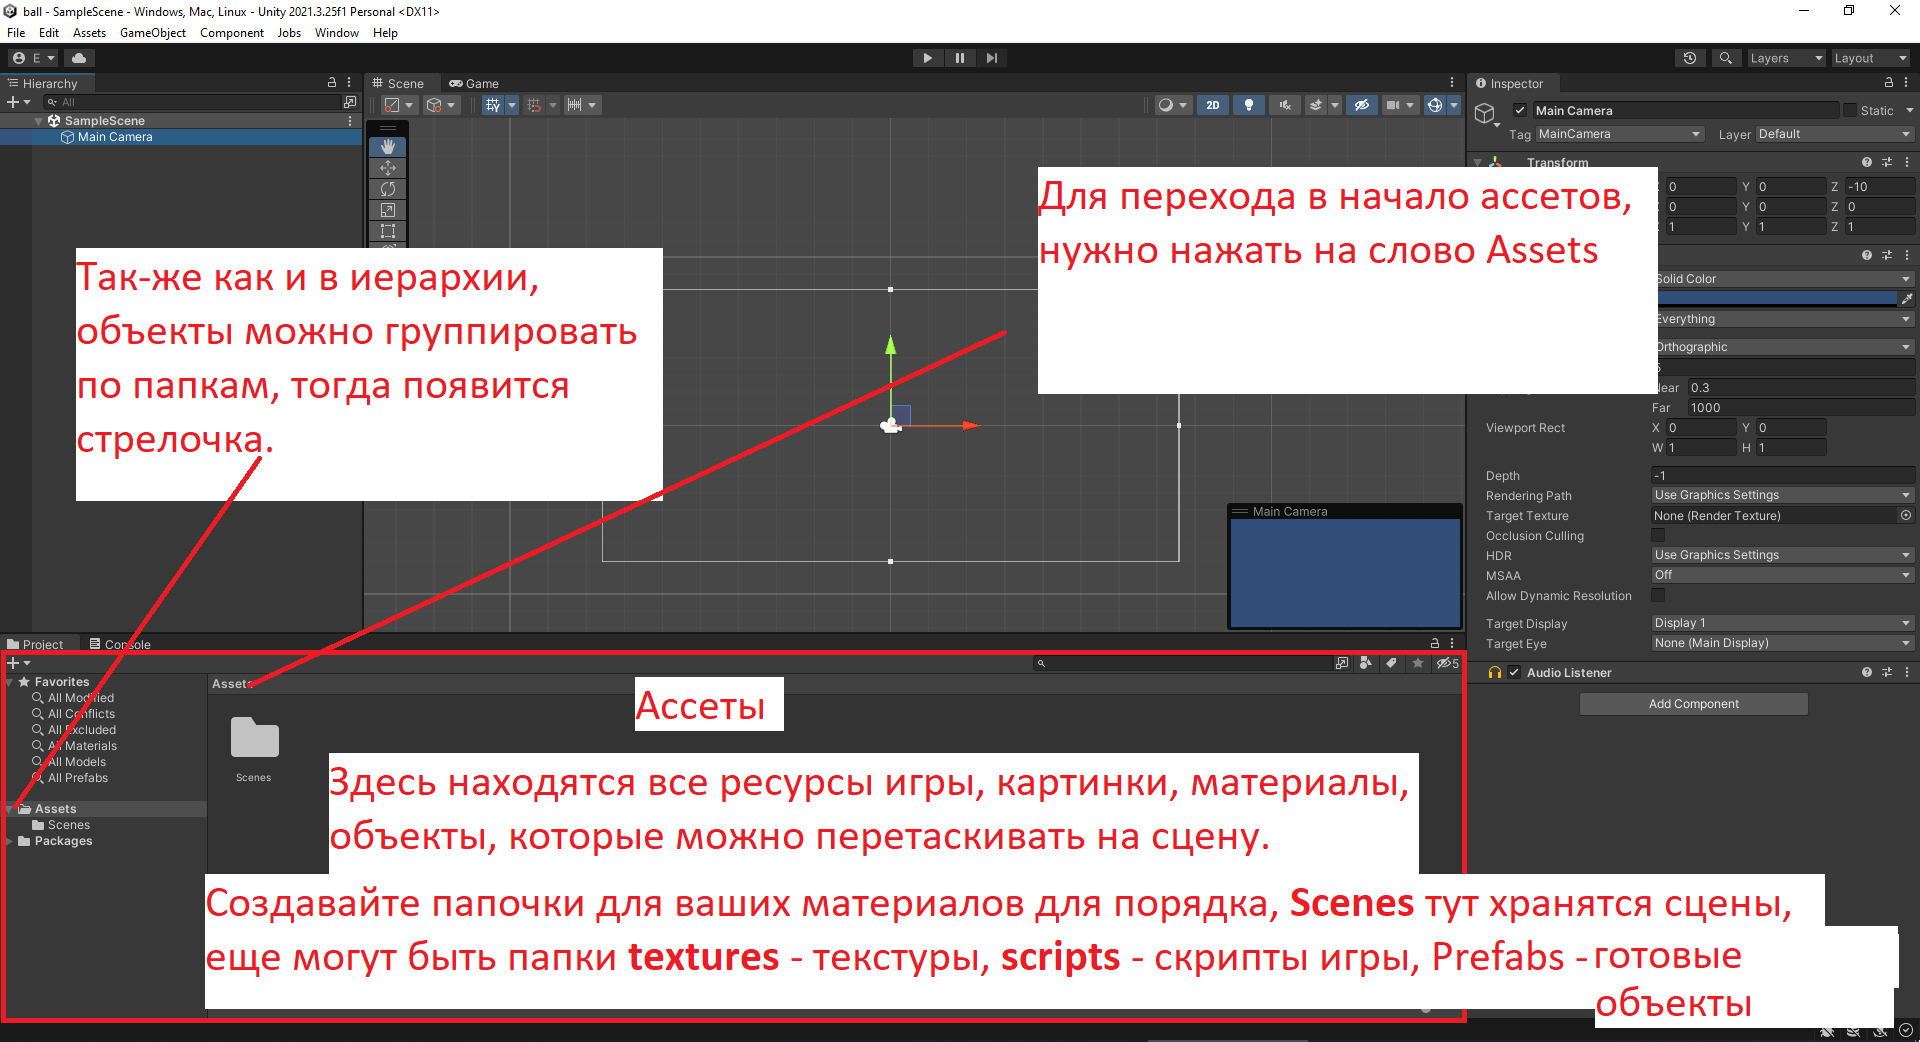 ball - SampleScene - Windows, Mac, Linux - Unity 2021.3.25f1 Personal <DX11>
File Edit Assets GameObject Component Jobs Window Help
E
Layers
Layout
Hierarchy
All
SampleScene
Main Camera
Scene
Game
2D
Inspector
Main Camera
Static
Tag MainCamera
Layer Default
Transform
0 Y 0 Z -10
0 Y 0 Z 0
1 Y 1 Z 1
Solid Color
Everything
Orthographic
5
Near 0.3
Far 1000
Viewport Rect
X 0 Y 0
W 1 H 1
Depth -1
Rendering Path Use Graphics Settings
Target Texture None (Render Texture)
Occlusion Culling
HDR Use Graphics Settings
MSAA Off
Allow Dynamic Resolution
Target Display Display 1
Target Eye None (Main Display)
Audio Listener
Add Component
Для перехода в начало ассетов,
нужно нажать на слово Assets
Так-же как и в иерархии,
объекты можно группировать
по папкам, тогда появится
стрелочка.
Main Camera
Project
Console
5
Favorites
All Modified
All Conflicts
All Excluded
All Materials
All Models
All Prefabs
Assets
Scenes
Packages
Assets
Scenes
Ассеты
Здесь находятся все ресурсы игры, картинки, материалы,
объекты, которые можно перетаскивать на сцену.
Создавайте папочки для ваших материалов для порядка, Scenes тут хранятся сцены,
еще могут быть папки textures - текстуры, scripts - скрипты игры, Prefabs - готовые
объекты